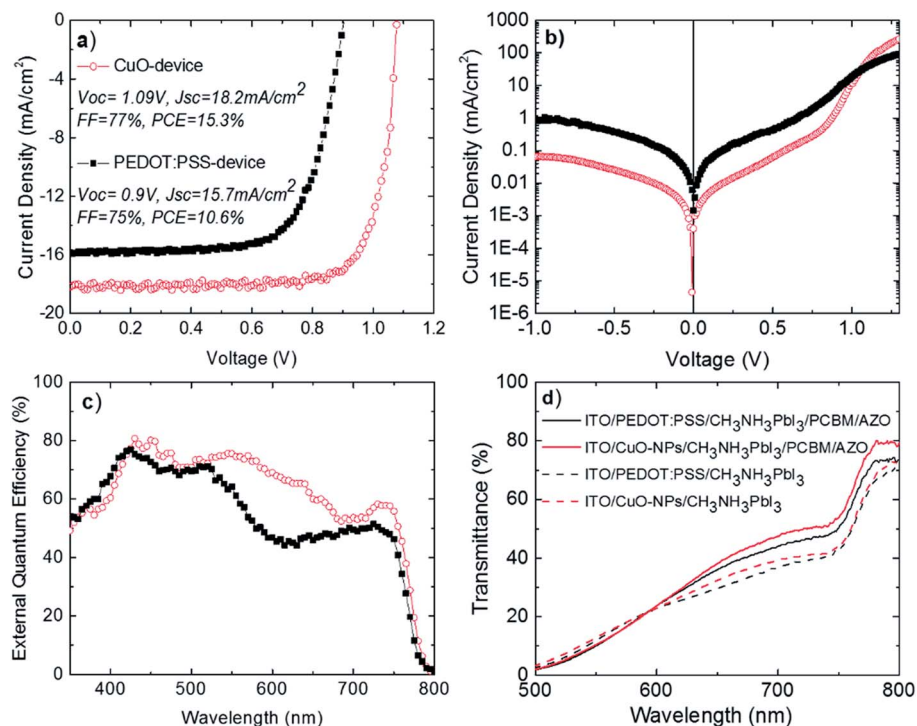 a)
CuO-device
Voc= 1.09V, Jsc=18.2mA/cm²
FF=77%, PCE=15.3%
PEDOT:PSS-device
Voc= 0.9V, Jsc=15.7mA/cm²
FF=75%, PCE=10.6%
Current Density (mA/cm²)
0
-4
-8
-12
-16
-20
0.0 0.2 0.4 0.6 0.8 1.0 1.2
Voltage (V)
b)
Current Density (mA/cm²)
1000
100
10
1
0.1
0.01
1E-3
1E-4
1E-5
1E-6
-1.0 -0.5 0.0 0.5 1.0
Voltage (V)
c)
External Quantum Efficiency (%)
100
80
60
40
20
0
400 500 600 700 800
Wavelength (nm)
d)
ITO/PEDOT:PSS/CH₃NH₃PbI₃/PCBM/AZO
ITO/CuO-NPs/CH₃NH₃PbI₃/PCBM/AZO
ITO/PEDOT:PSS/CH₃NH₃PbI₃
ITO/CuO-NPs/CH₃NH₃PbI₃
Transmittance (%)
100
80
60
40
20
0
500 600 700 800
Wavelength (nm)